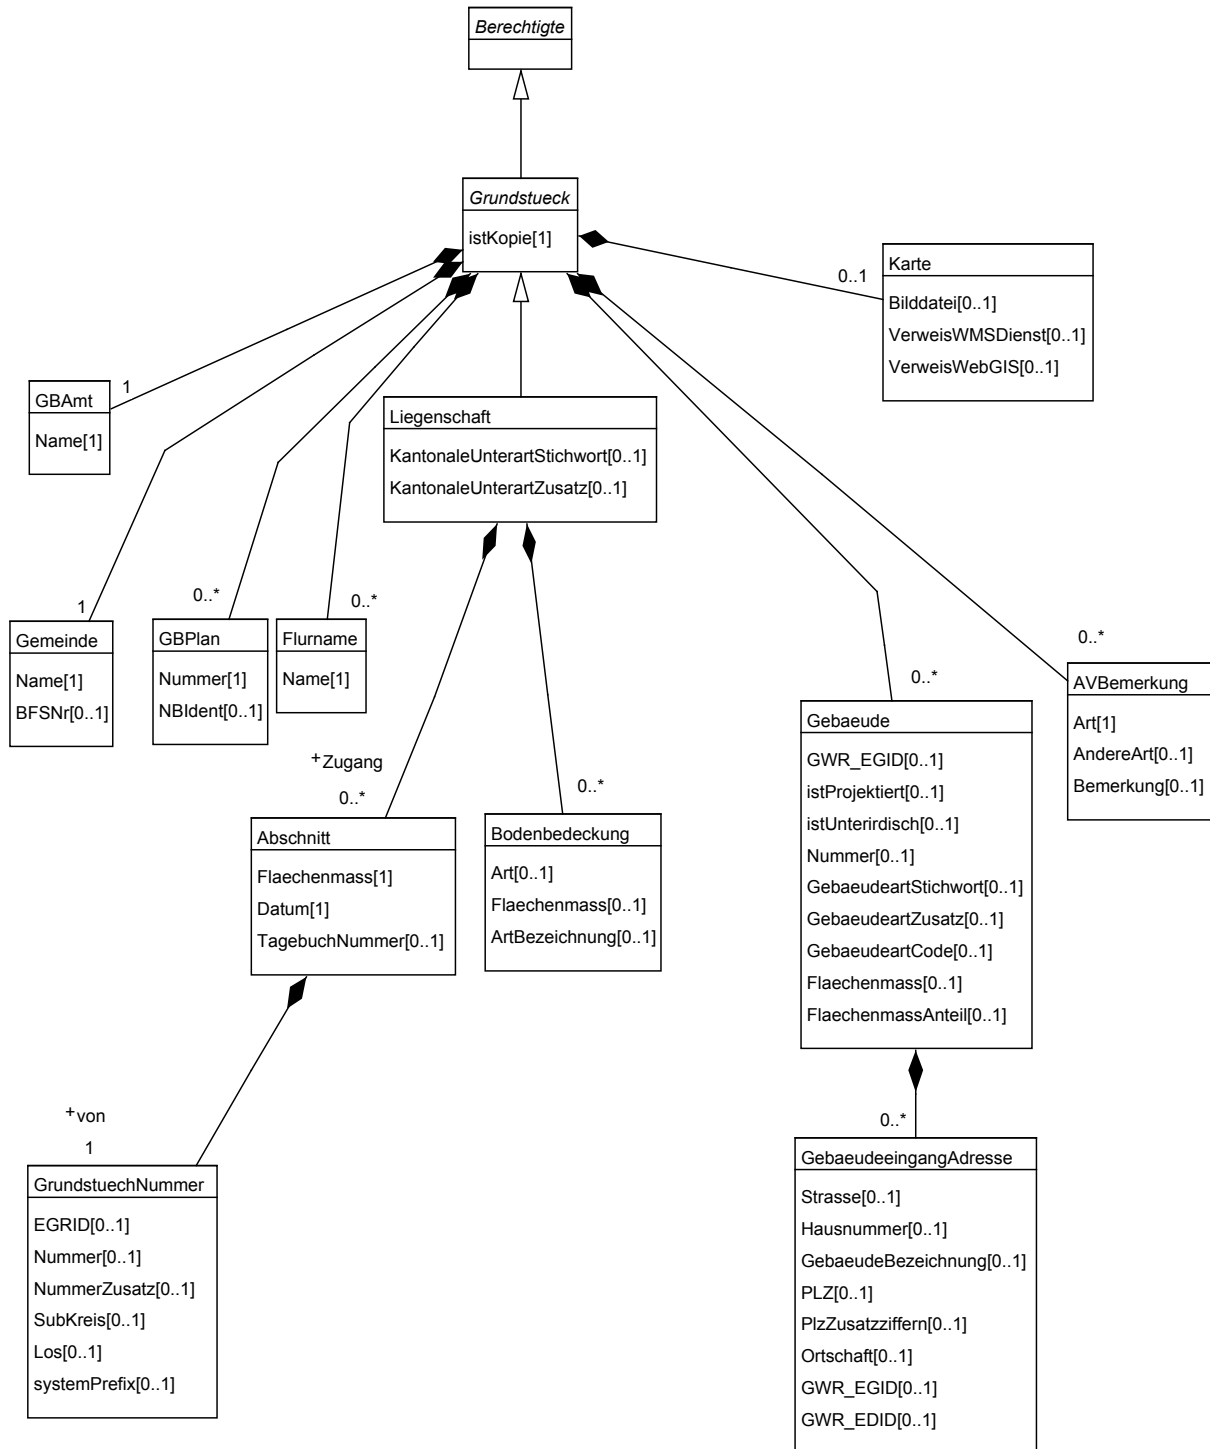 Berechtigte
Grundstueck
istKopie[1]
Karte
0..1
Bilddatei[0..1]
VerweisWMSDienst[0..1]
VerweisWebGIS[0..1]
GBAmt
1
Name[1]
Liegenschaft
KantonaleUnterartStichwort[0..1]
KantonaleUnterartZusatz[0..1]
1
Gemeinde
Name[1]
BFSNr[0..1]
0..*
GBPlan
Nummer[1]
NBIdent[0..1]
0..*
Flurname
Name[1]
0..*
Gebaeude
GWR_EGID[0..1]
istProjektiert[0..1]
istUnterirdisch[0..1]
Nummer[0..1]
GebaeudeartStichwort[0..1]
GebaeudeartZusatz[0..1]
GebaeudeartCode[0..1]
Flaechenmass[0..1]
FlaechenmassAnteil[0..1]
0..*
AVBemerkung
Art[1]
AndereArt[0..1]
Bemerkung[0..1]
+Zugang
0..*
Abschnitt
Flaechenmass[1]
Datum[1]
TagebuchNummer[0..1]
0..*
Bodenbedeckung
Art[0..1]
Flaechenmass[0..1]
ArtBezeichnung[0..1]
+von
1
GrundstuechNummer
EGRID[0..1]
Nummer[0..1]
NummerZusatz[0..1]
SubKreis[0..1]
Los[0..1]
systemPrefix[0..1]
0..*
GebaeudeeingangAdresse
Strasse[0..1]
Hausnummer[0..1]
GebaeudeBezeichnung[0..1]
PLZ[0..1]
PlzZusatzziffern[0..1]
Ortschaft[0..1]
GWR_EGID[0..1]
GWR_EDID[0..1]